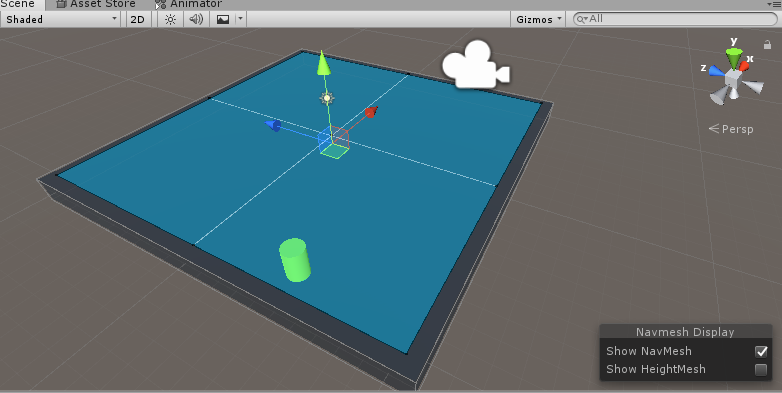 Scene Asset Store Animator
Shaded 2D Gizmos All
y
x
z
Persp
Navmesh Display
Show NavMesh
Show HeightMesh